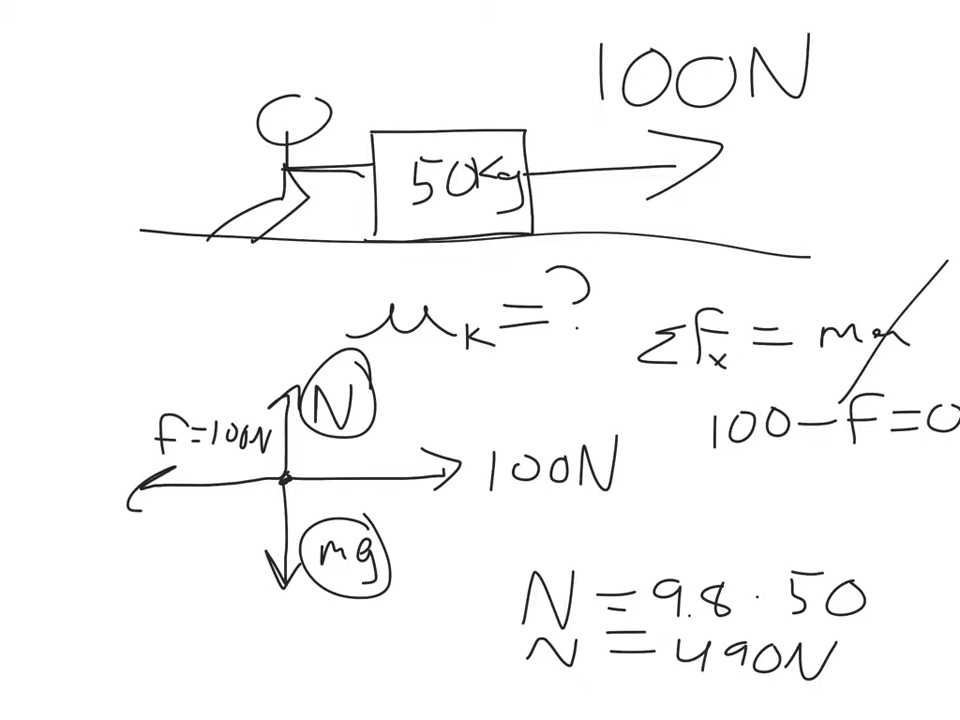 100N
50Kg
μk = ?
ΣFx = ma
100 - f = 0
N
f = 100N
100N
mg
N = 9.8 · 50
N = 490N